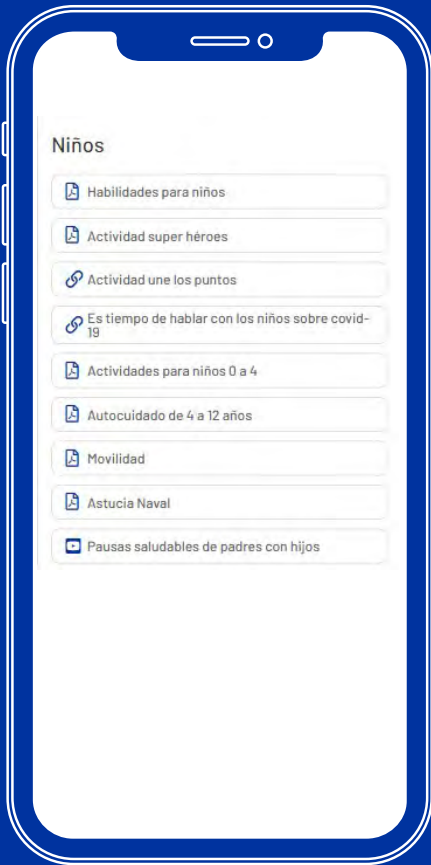 Niños
Habilidades para niños
Actividad super héroes
Actividad une los puntos
Es tiempo de hablar con los niños sobre covid-
19
Actividades para niños 0 a 4
Autocuidado de 4 a 12 años
Movilidad
Astucia Naval
Pausas saludables de padres con hijos